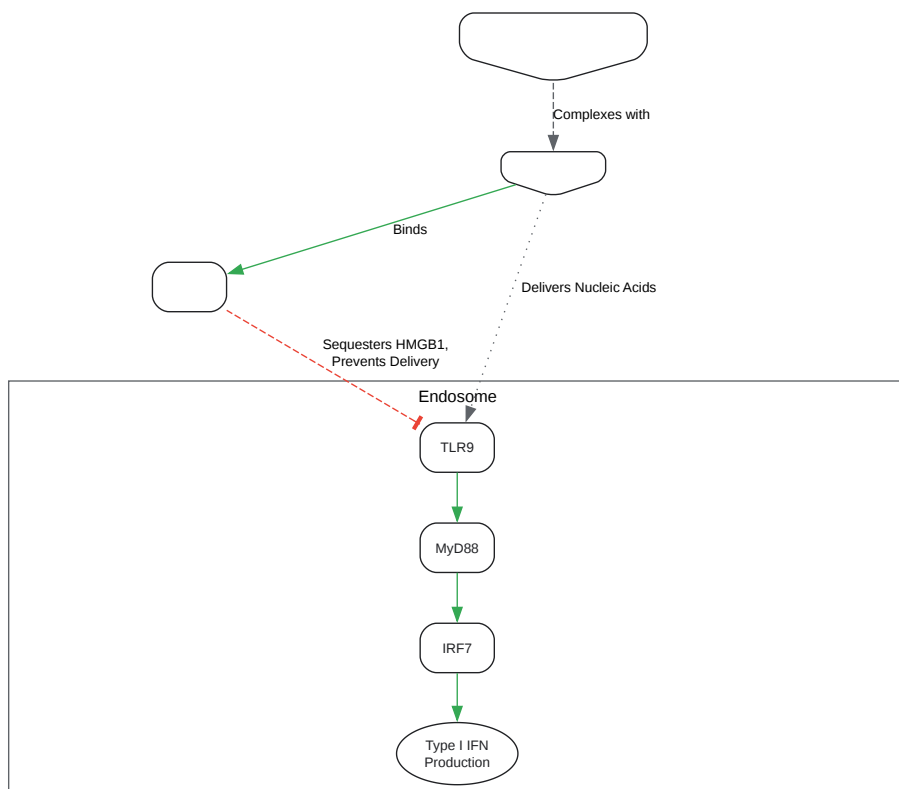 Complexes with
Binds
Delivers Nucleic Acids
Sequesters HMGB1,
Prevents Delivery
Endosome
TLR9
MyD88
IRF7
Type I IFN
Production